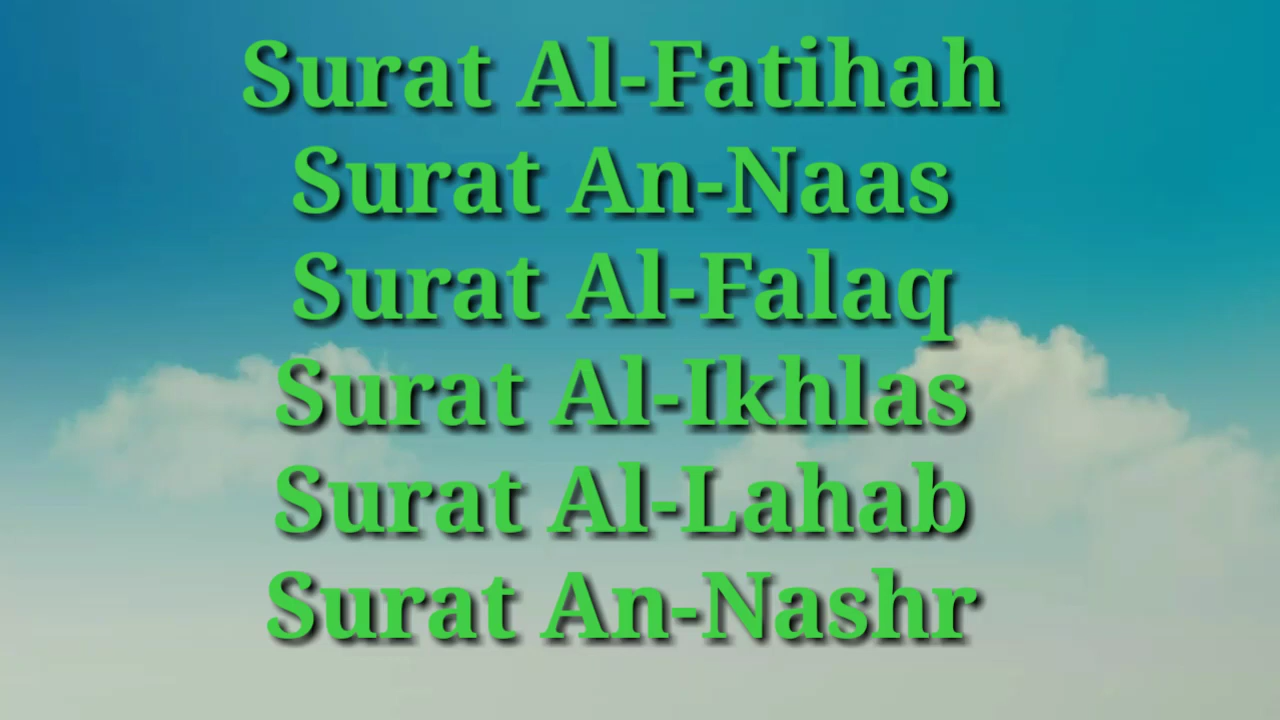 Surat Al-Fatihah
Surat An-Naas
Surat Al-Falaq
Surat Al-Ikhlas
Surat Al-Lahab
Surat An-Nashr